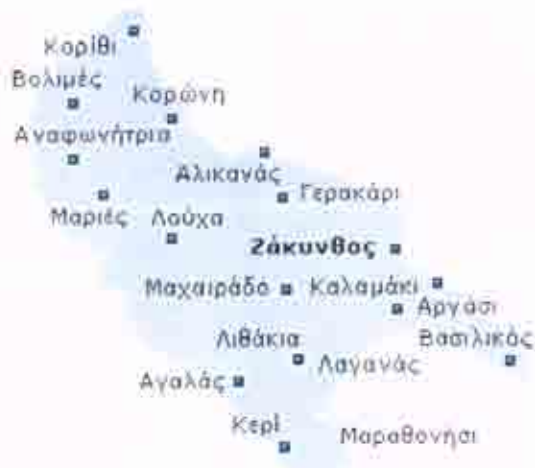 Κορίθι
Βολιμές
Κορώνη
Αναφωνήτρια
Αλικανάς
Γερακάρι
Μαριές Λούχα
Ζάκυνθος
Μαχαιράδο Καλαμάκι
Αργάσι
Λιθάκια Βασιλικός
Λαγανάς
Αγαλάς
Κερί
Μαραθονήσι